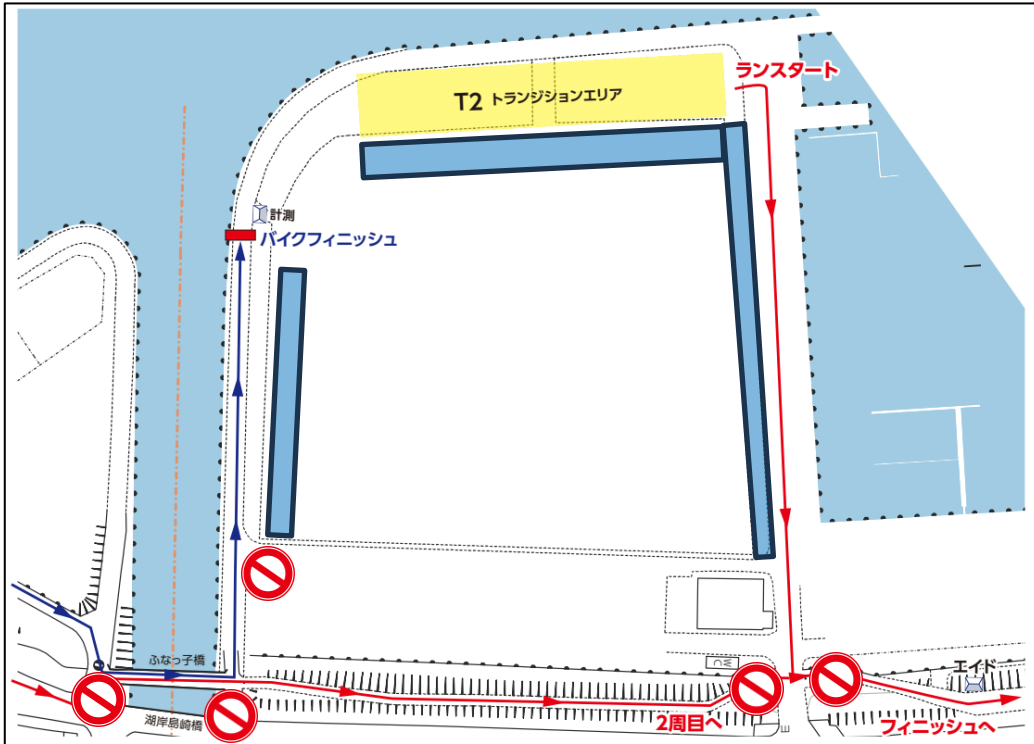 ランスタート
T2 トランジションエリア
計測
バイクフィニッシュ
ふなっ子橋
WC
エイド
湖岸島崎橋
2周目へ
フィニッシュへ